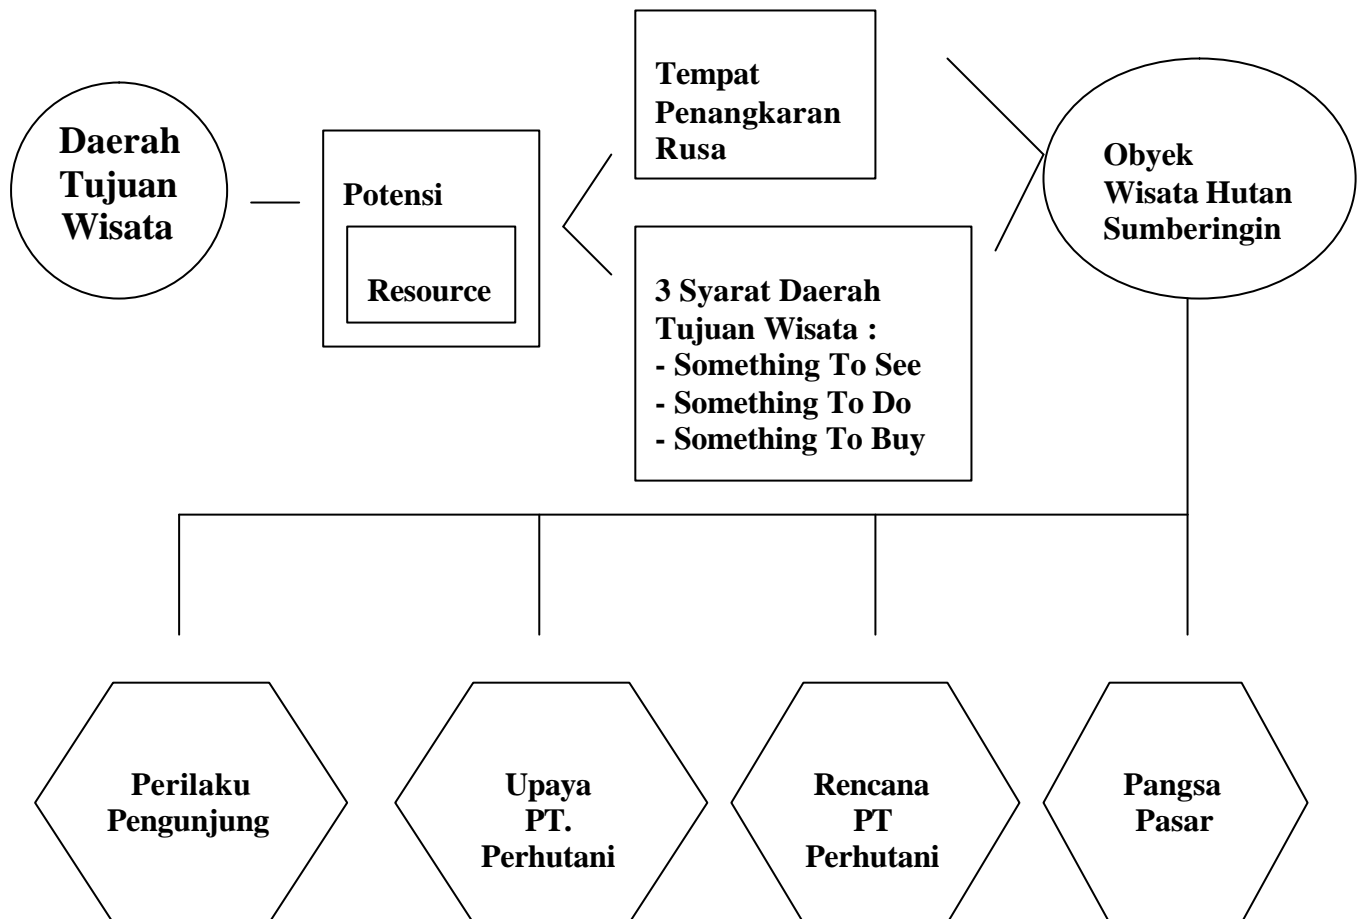 Daerah
Tujuan
Wisata
Potensi
Resource
Tempat
Penangkaran
Rusa
3 Syarat Daerah
Tujuan Wisata :
- Something To See
- Something To Do
- Something To Buy
Obyek
Wisata Hutan
Sumberingin
Perilaku
Pengunjung
Upaya
PT.
Perhutani
Rencana
PT
Perhutani
Pangsa
Pasar